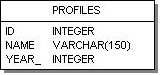 PROFILES
ID INTEGER
NAME VARCHAR(150)
YEAR_ INTEGER